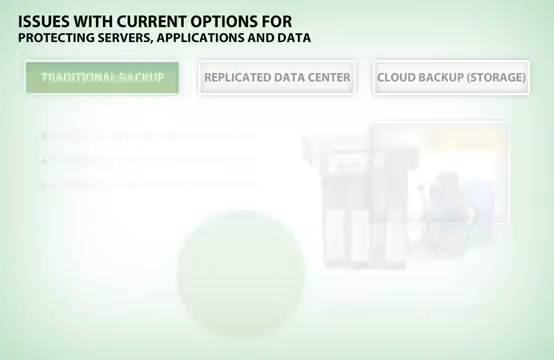 ISSUES WITH CURRENT OPTIONS FOR
PROTECTING SERVERS, APPLICATIONS AND DATA
TRADITIONAL BACKUP
REPLICATED DATA CENTER
CLOUD BACKUP (STORAGE)